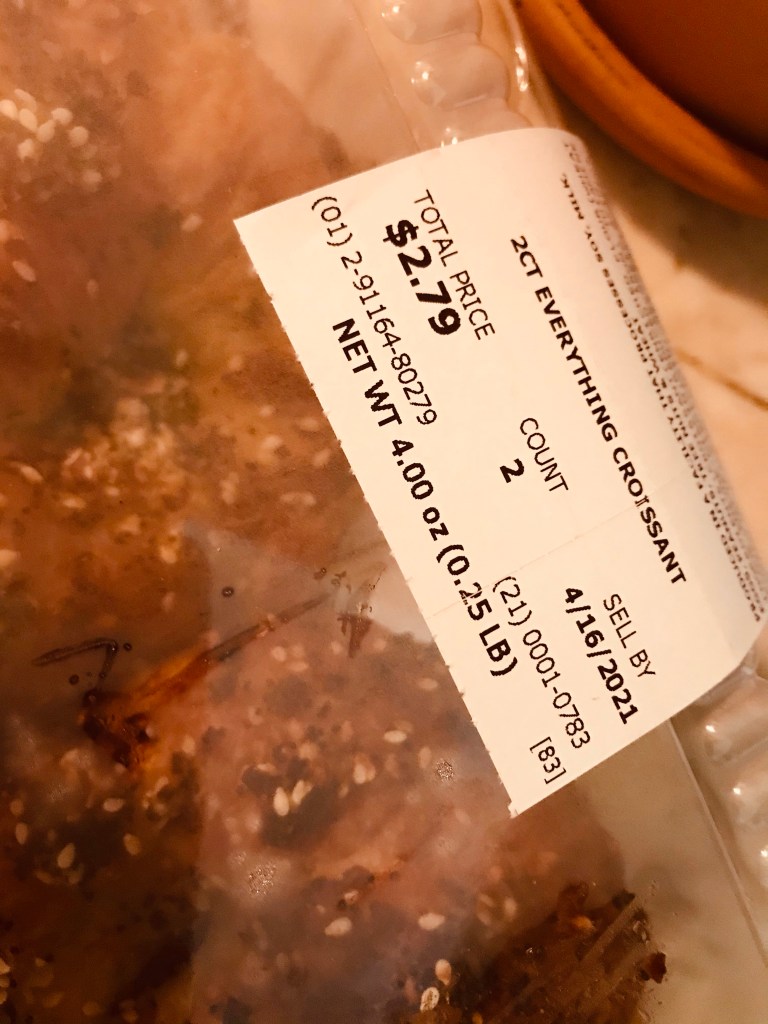 2CT EVERYTHING CROISSANT
TOTAL PRICE
$2.79
COUNT
2
SELL BY
4/16/2021
(01) 2-91164-80279
(21) 0001-0783
[83]
NET WT 4.00 oz (0.25 LB)